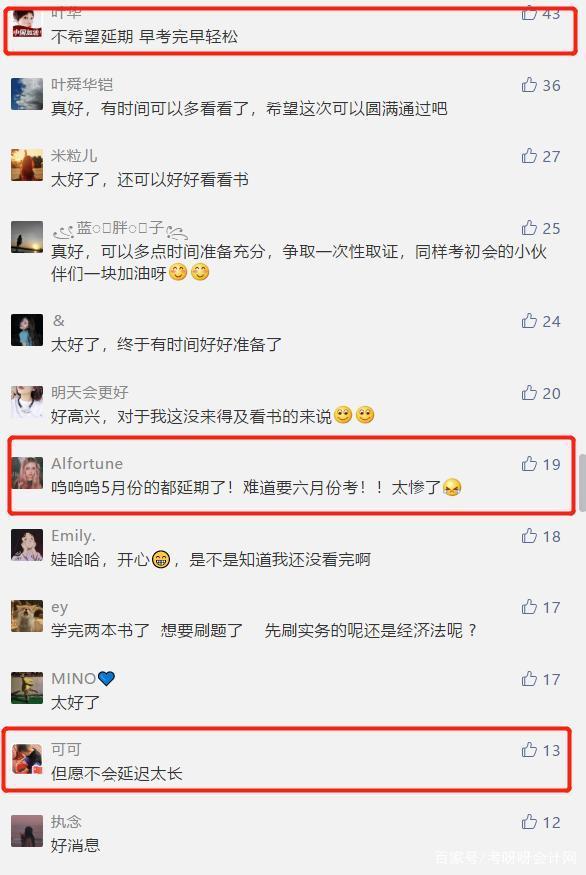 叶华
43
不希望延期 早考完早轻松
叶舜华铠
36
真好，有时间可以多看看了，希望这次可以圆满通过吧
米粒儿
27
太好了，还可以好好看看书
蓝 胖 子
25
真好，可以多点时间准备充分，争取一次性取证，同样考初会的小伙
伴们一块加油呀😊😊
&
24
太好了，终于有时间好好准备了
明天会更好
20
好高兴，对于我这没来得及看书的来说🙂🙂
Alfortune
19
呜呜呜5月份的都延期了！难道要六月份考！！太惨了😭
Emily.
18
娃哈哈，开心😁，是不是知道我还没看完啊
ey
17
学完两本书了 想要刷题了 先刷实务的呢还是经济法呢？
MINO💙
17
太好了
可可
13
但愿不会延迟太长
执念
12
好消息
百家号/考呀呀会计网